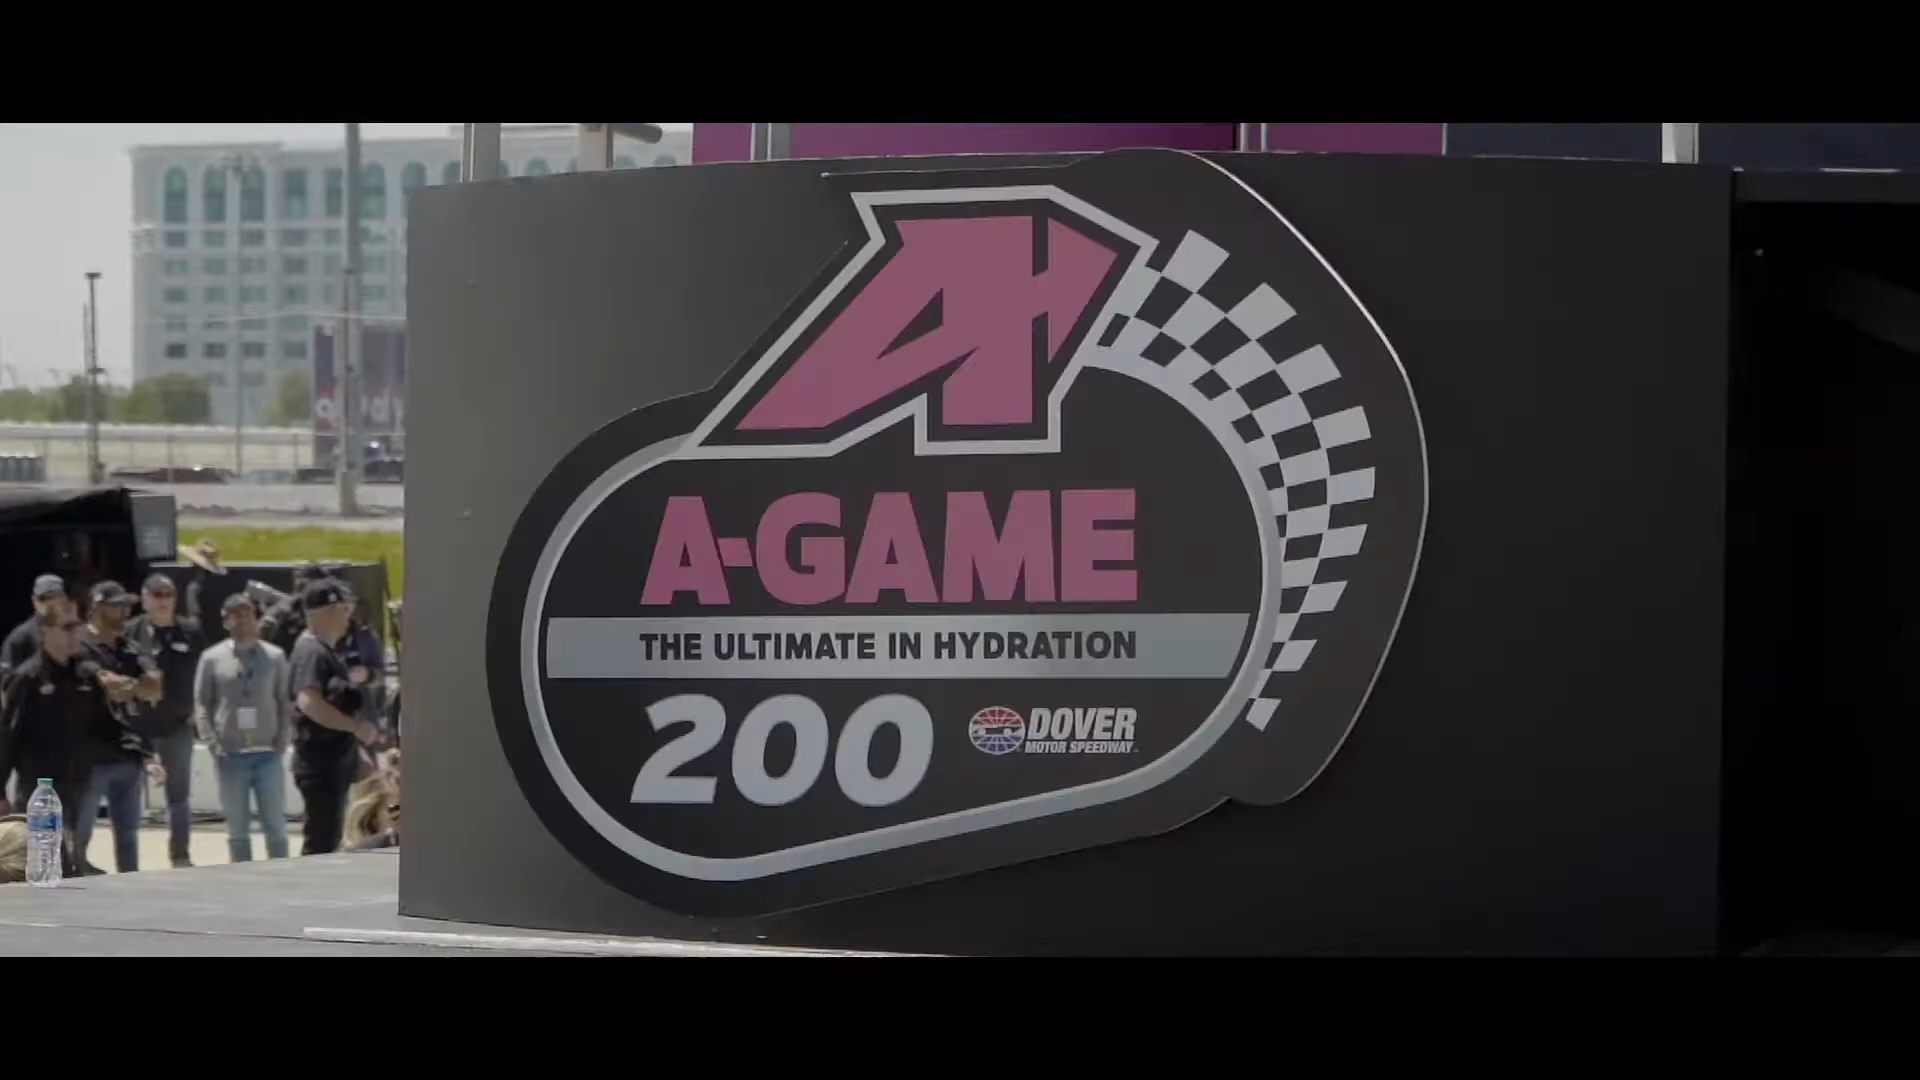 A-GAME
THE ULTIMATE IN HYDRATION
200
DOVER
MOTOR SPEEDWAY